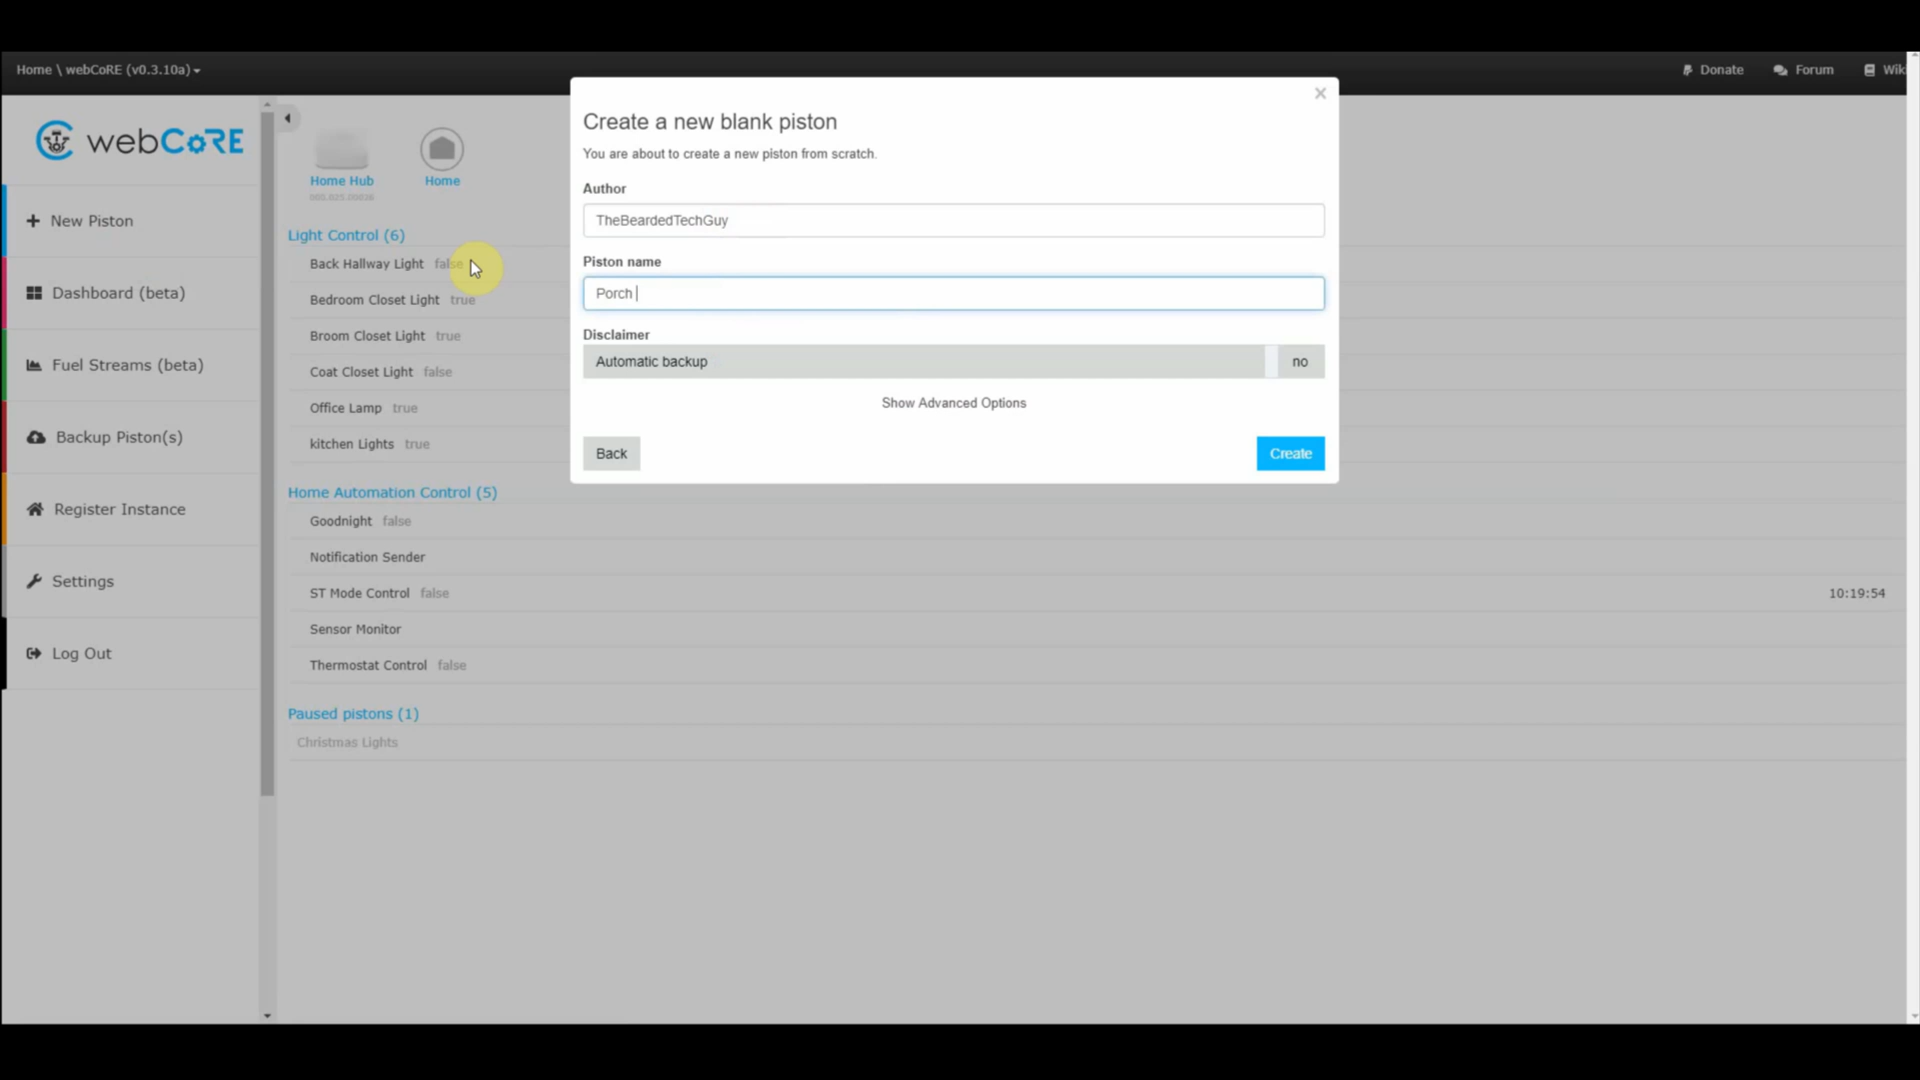 Home \ webCoRE (v0.3.10a)
Donate
Forum
Wik
webCoRE
New Piston
Dashboard (beta)
Fuel Streams (beta)
Backup Piston(s)
Register Instance
Settings
Log Out
Home Hub
Home
Light Control (6)
Back Hallway Light false
Bedroom Closet Light true
Broom Closet Light true
Coat Closet Light false
Office Lamp true
kitchen Lights true
Home Automation Control (5)
Goodnight false
Notification Sender
ST Mode Control false
10:19:54
Sensor Monitor
Thermostat Control false
Paused pistons (1)
Christmas Lights
×
Create a new blank piston
You are about to create a new piston from scratch.
Author
TheBeardedTechGuy
Piston name
Porch
Disclaimer
Automatic backup
no
Show Advanced Options
Back
Create